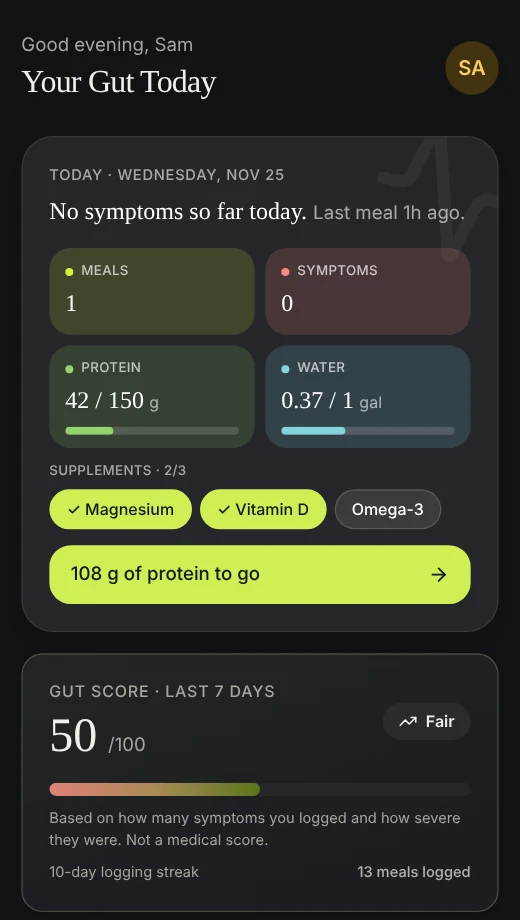 Good evening, Sam
Your Gut Today
SA
TODAY · WEDNESDAY, NOV 25
No symptoms so far today. Last meal 1h ago.
MEALS
1
SYMPTOMS
0
PROTEIN
42 / 150 g
WATER
0.37 / 1 gal
SUPPLEMENTS · 2/3
✓ Magnesium
✓ Vitamin D
Omega-3
108 g of protein to go →
GUT SCORE · LAST 7 DAYS
50 /100
Fair
Based on how many symptoms you logged and how severe
they were. Not a medical score.
10-day logging streak
13 meals logged